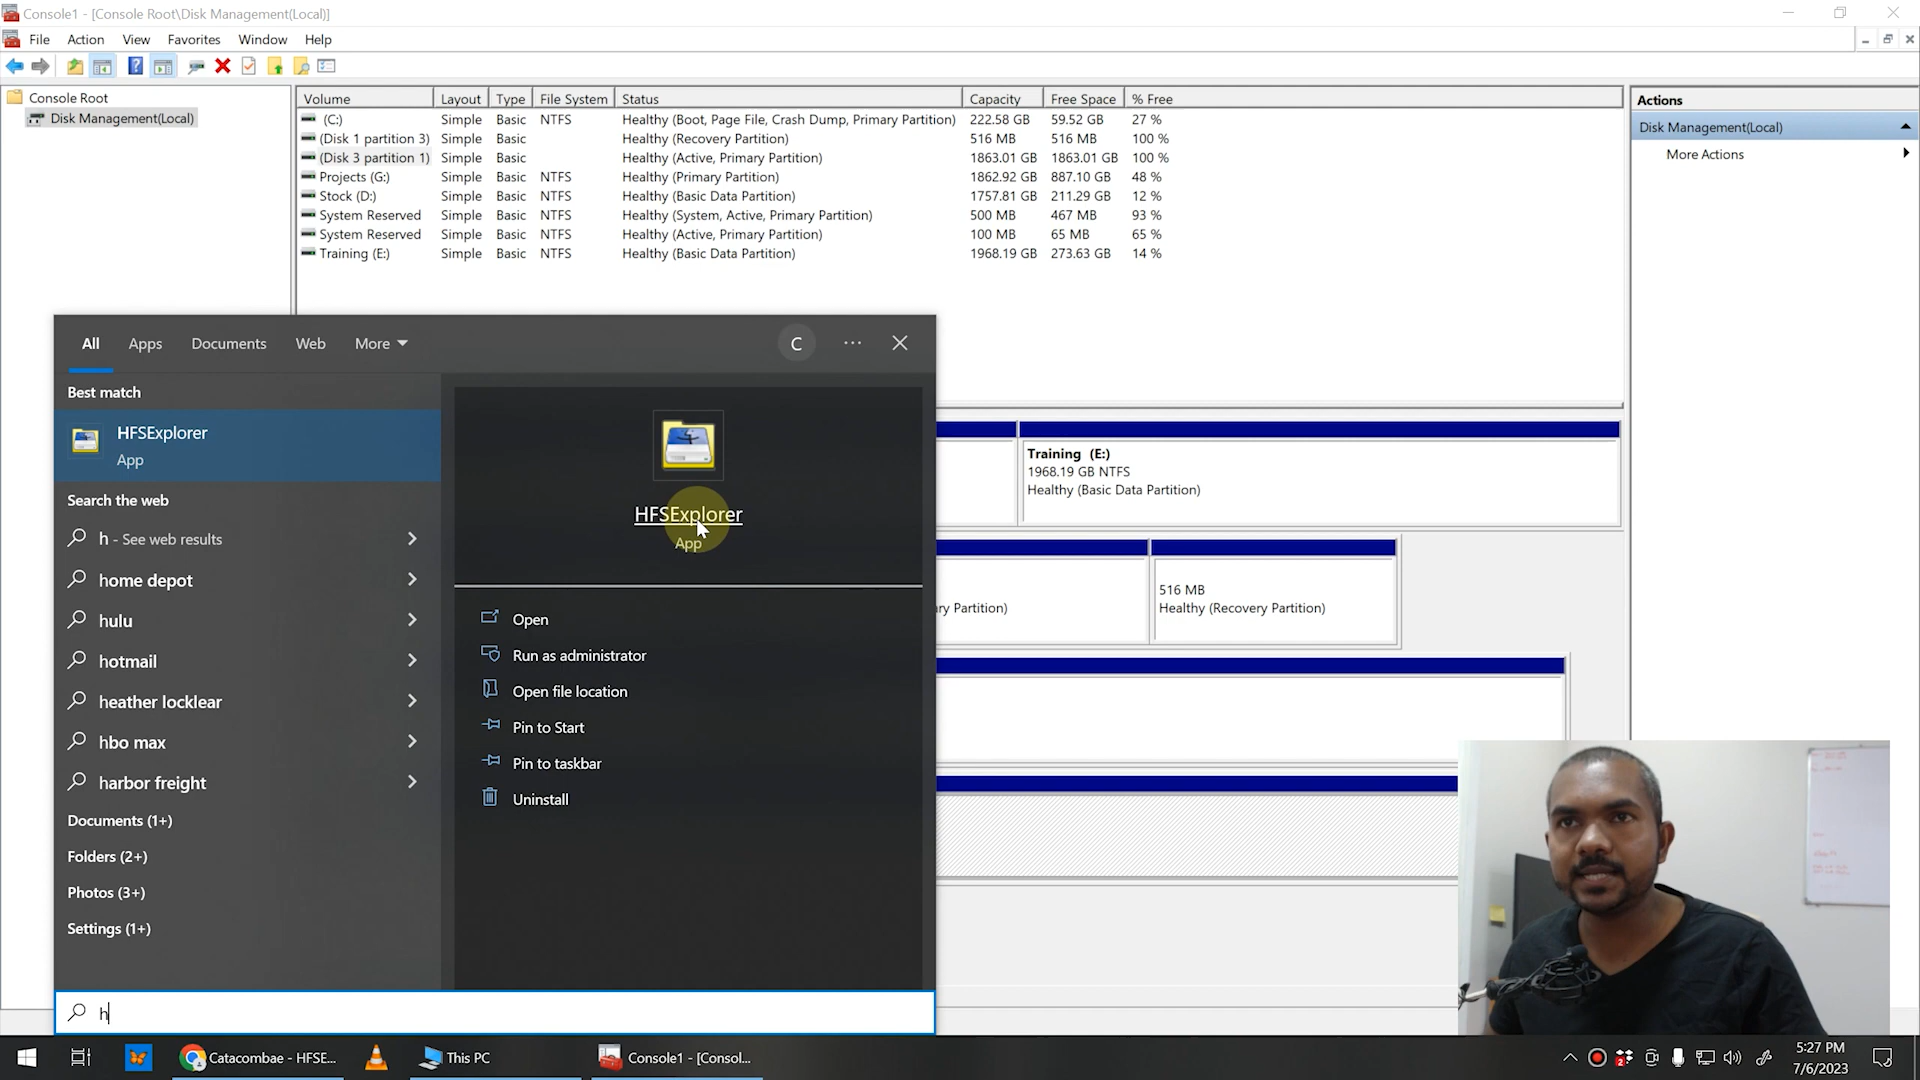 Console1 - [Console Root\Disk Management(Local)]
File Action View Favorites Window Help
Console Root
Disk Management(Local)
Volume Layout Type File System Status Capacity Free Space % Free
(C:) Simple Basic NTFS Healthy (Boot, Page File, Crash Dump, Primary Partition) 222.58 GB 59.52 GB 27 %
(Disk 1 partition 3) Simple Basic Healthy (Recovery Partition) 516 MB 516 MB 100 %
(Disk 3 partition 1) Simple Basic Healthy (Active, Primary Partition) 1863.01 GB 1863.01 GB 100 %
Projects (G:) Simple Basic NTFS Healthy (Primary Partition) 1862.92 GB 887.10 GB 48 %
Stock (D:) Simple Basic NTFS Healthy (Basic Data Partition) 1757.81 GB 211.29 GB 12 %
System Reserved Simple Basic NTFS Healthy (System, Active, Primary Partition) 500 MB 467 MB 93 %
System Reserved Simple Basic NTFS Healthy (Active, Primary Partition) 100 MB 65 MB 65 %
Training (E:) Simple Basic NTFS Healthy (Basic Data Partition) 1968.19 GB 273.63 GB 14 %
Actions
Disk Management(Local)
More Actions
All Apps Documents Web More
C
Best match
HFSExplorer
App
Search the web
h - See web results
home depot
hulu
hotmail
heather locklear
hbo max
harbor freight
Documents (1+)
Folders (2+)
Photos (3+)
Settings (1+)
h
HFSExplorer
App
Open
Run as administrator
Open file location
Pin to Start
Pin to taskbar
Uninstall
Training (E:)
1968.19 GB NTFS
Healthy (Basic Data Partition)
ry Partition)
516 MB
Healthy (Recovery Partition)
Catacombae - HFSE...
This PC
Console1 - [Consol...
2
5:27 PM
7/6/2023